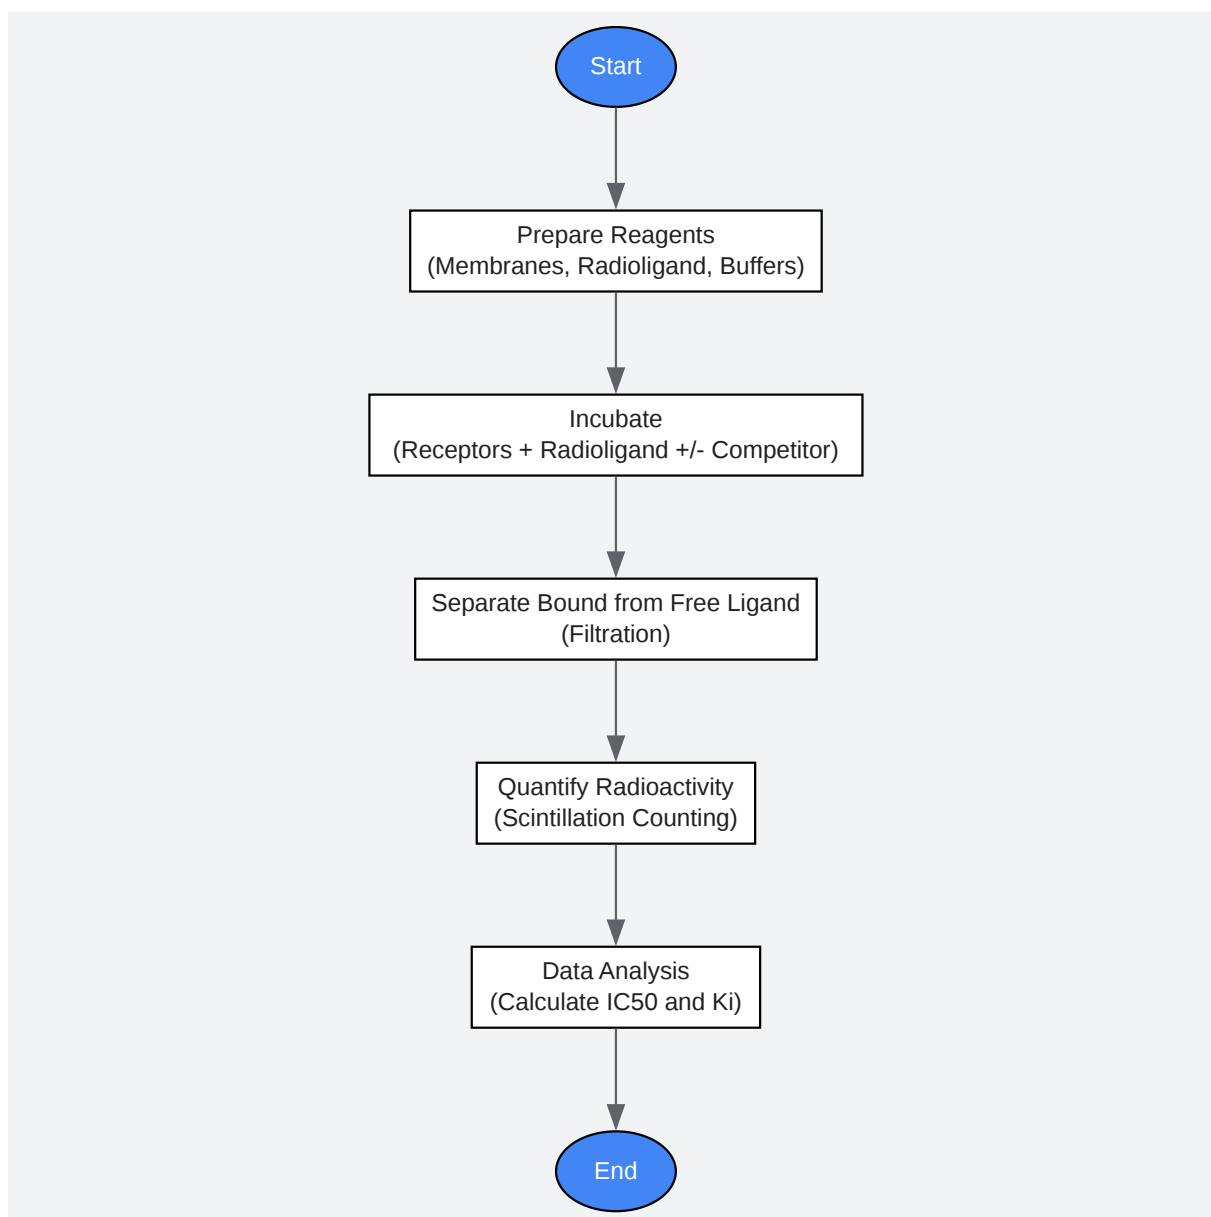 Start
Prepare Reagents
(Membranes, Radioligand, Buffers)
Incubate
(Receptors + Radioligand +/- Competitor)
Separate Bound from Free Ligand
(Filtration)
Quantify Radioactivity
(Scintillation Counting)
Data Analysis
(Calculate IC50 and Ki)
End